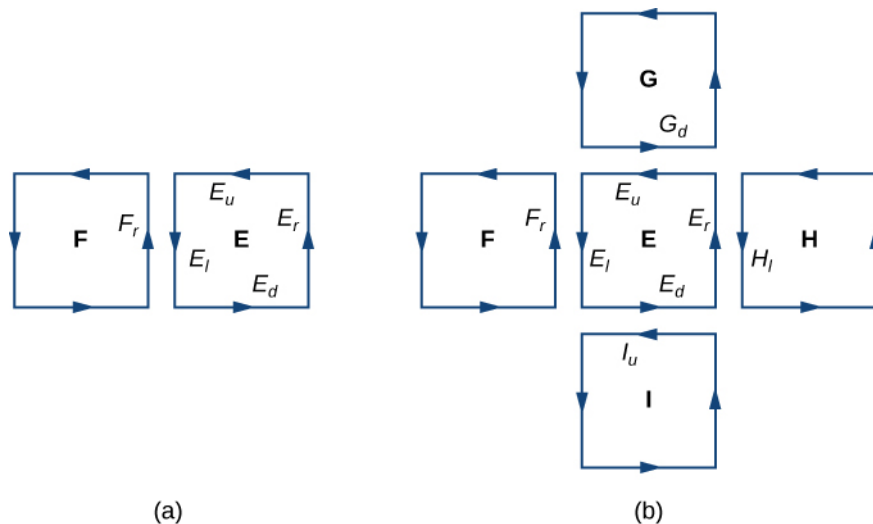 G
G_d
F
F_r
E_u
E_l
E
E_r
E_d
F
F_r
E_u
E_l
E
E_r
E_d
H_l
H
I_u
I
(a)
(b)